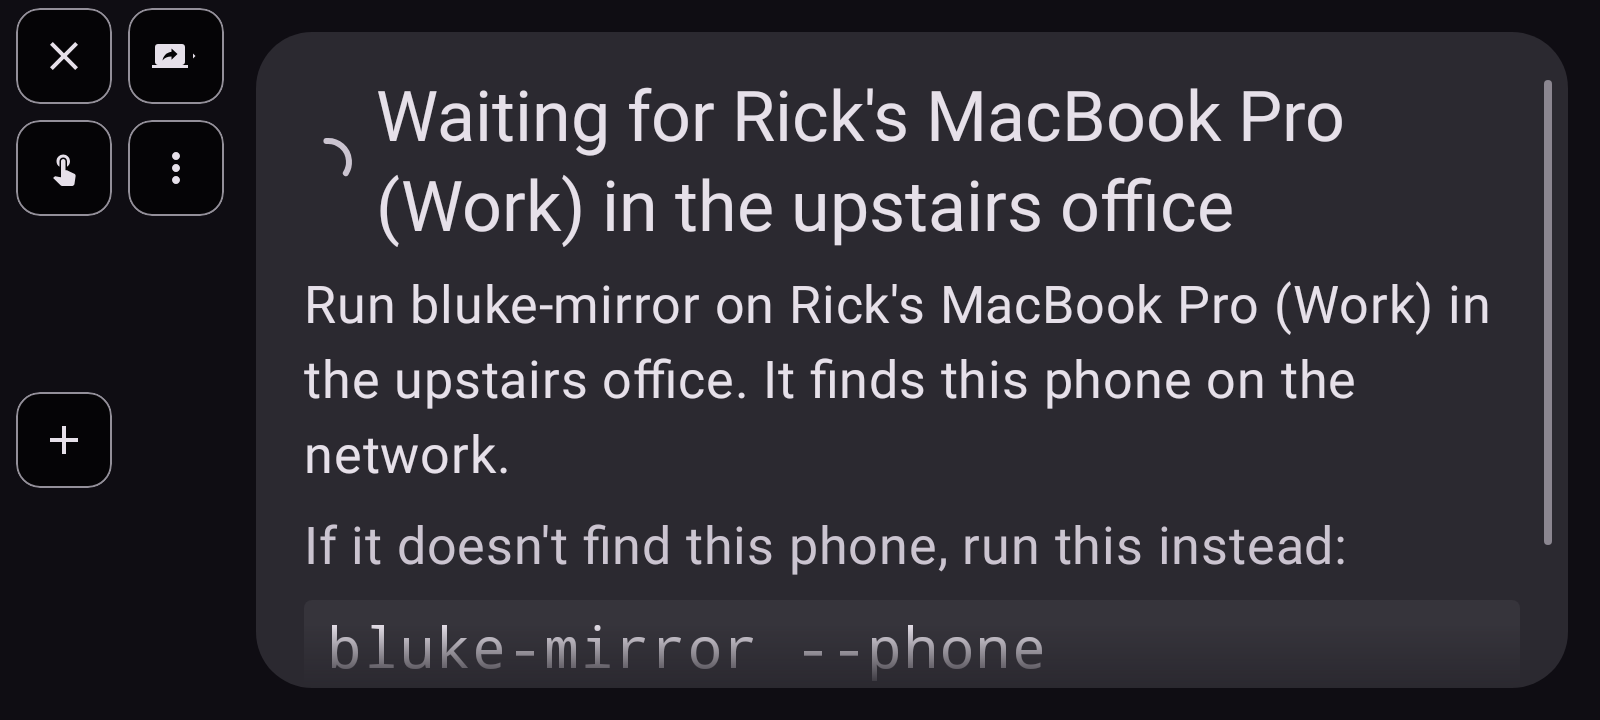 Waiting for Rick's MacBook Pro
(Work) in the upstairs office
Run bluke-mirror on Rick's MacBook Pro (Work) in
the upstairs office. It finds this phone on the
network.
If it doesn't find this phone, run this instead:
bluke-mirror --phone